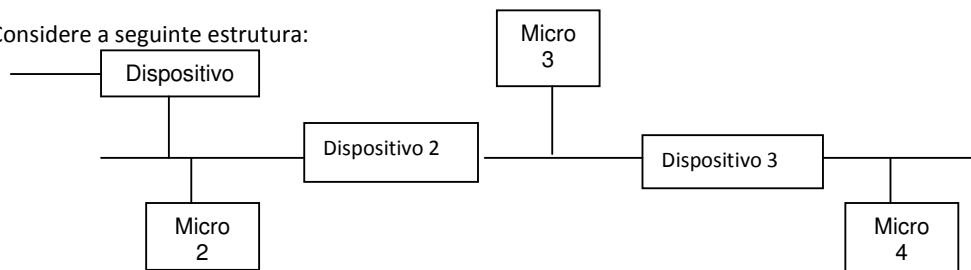 Considere a seguinte estrutura:
Dispositivo
Micro
3
Dispositivo 2
Dispositivo 3
Micro
2
Micro
4